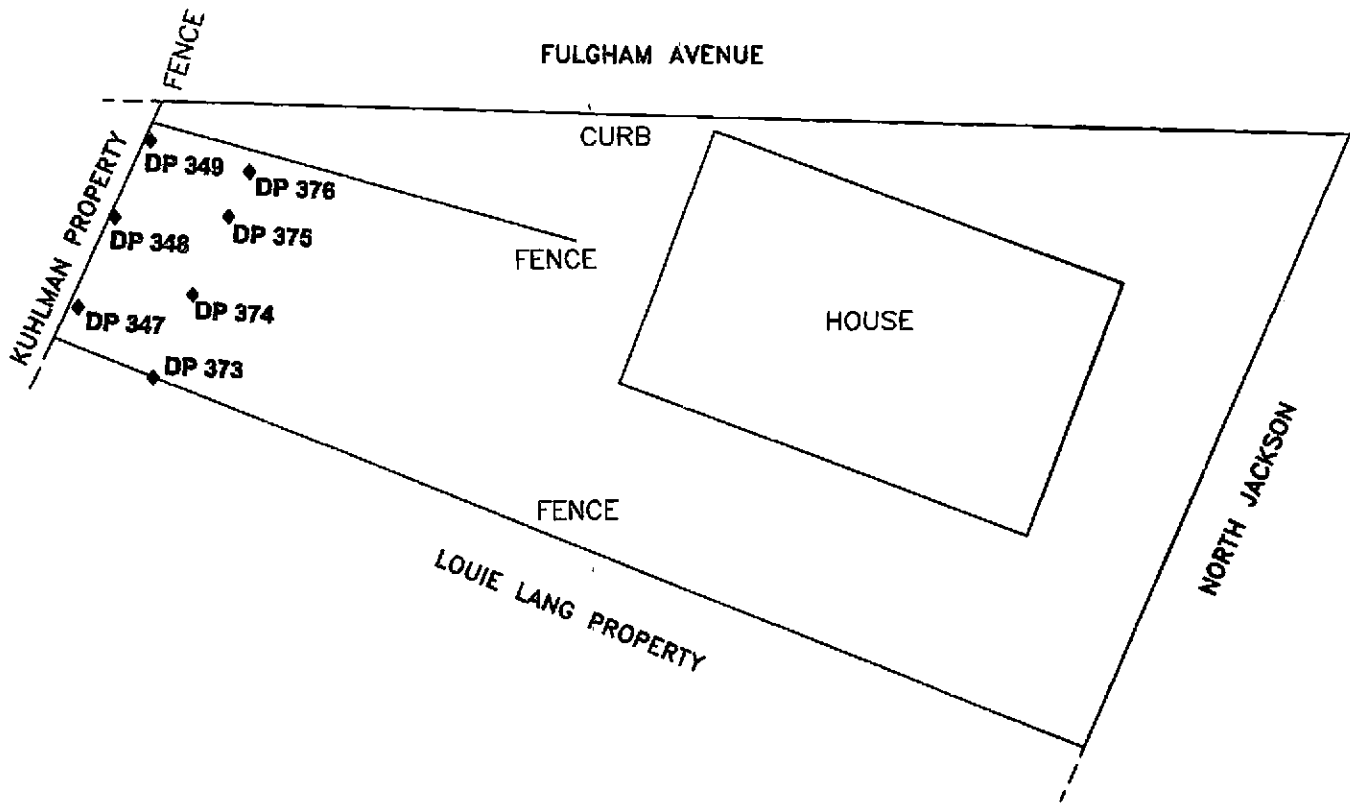 FENCE
FULGHAM AVENUE
CURB
KUHLMAN PROPERTY
DP 349
DP 376
DP 375
DP 348
FENCE
DP 374
DP 347
HOUSE
DP 373
FENCE
LOUIE LANG PROPERTY
NORTH JACKSON